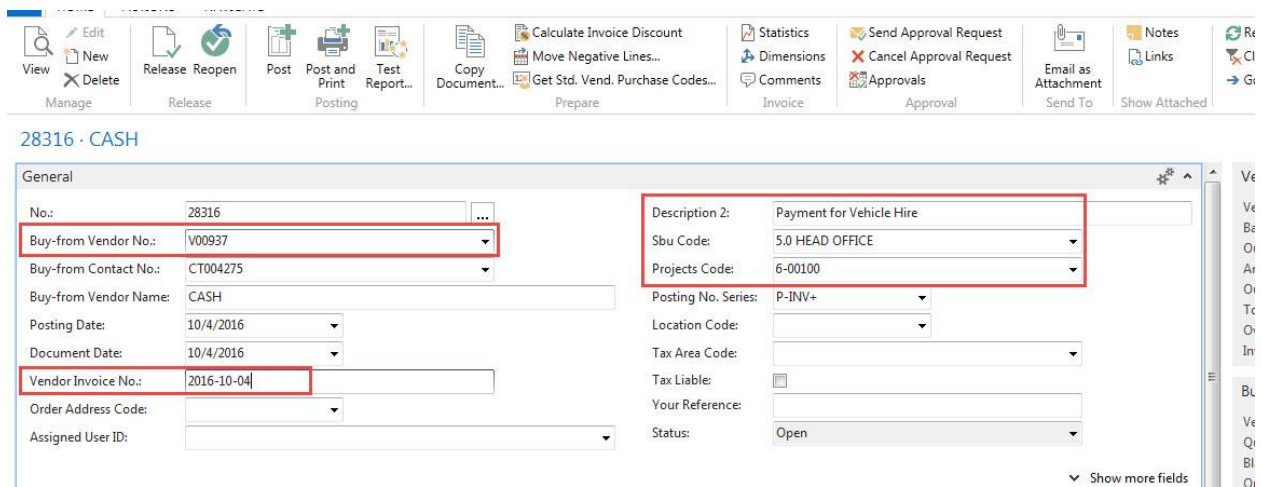 Edit
New
View
Delete
Manage
Release Reopen
Release
Post
Post and Print
Test Report...
Posting
Copy Document...
Calculate Invoice Discount
Move Negative Lines...
Get Std. Vend. Purchase Codes...
Prepare
Statistics
Dimensions
Comments
Invoice
Send Approval Request
Cancel Approval Request
Approvals
Approval
Email as Attachment
Send To
Notes
Links
Show Attached
28316 · CASH
General
No.: 28316 ...
Buy-from Vendor No.: V00937
Buy-from Contact No.: CT004275
Buy-from Vendor Name: CASH
Posting Date: 10/4/2016
Document Date: 10/4/2016
Vendor Invoice No.: 2016-10-04
Order Address Code:
Assigned User ID:
Description 2: Payment for Vehicle Hire
Sbu Code: 5.0 HEAD OFFICE
Projects Code: 6-00100
Posting No. Series: P-INV+
Location Code:
Tax Area Code:
Tax Liable:
Your Reference:
Status: Open
Show more fields